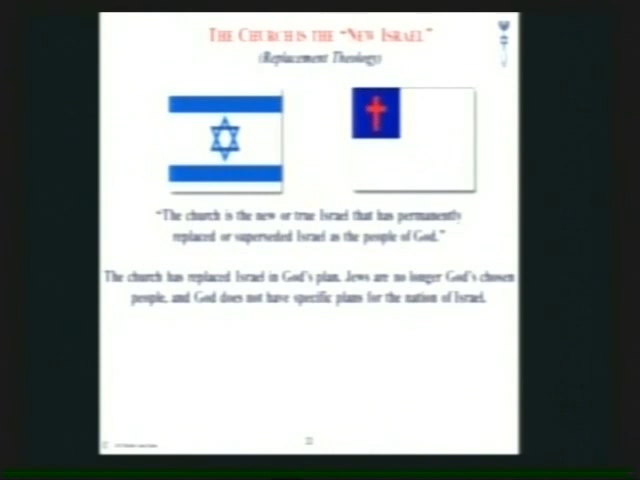 THE CHURCH IS THE “NEW ISRAEL”
(Replacement Theology)
“The church is the new or true Israel that has permanently
replaced or superseded Israel as the people of God.”
The church has replaced Israel in God's plan. Jews are no longer God's chosen
people, and God does not have specific plans for the nation of Israel.